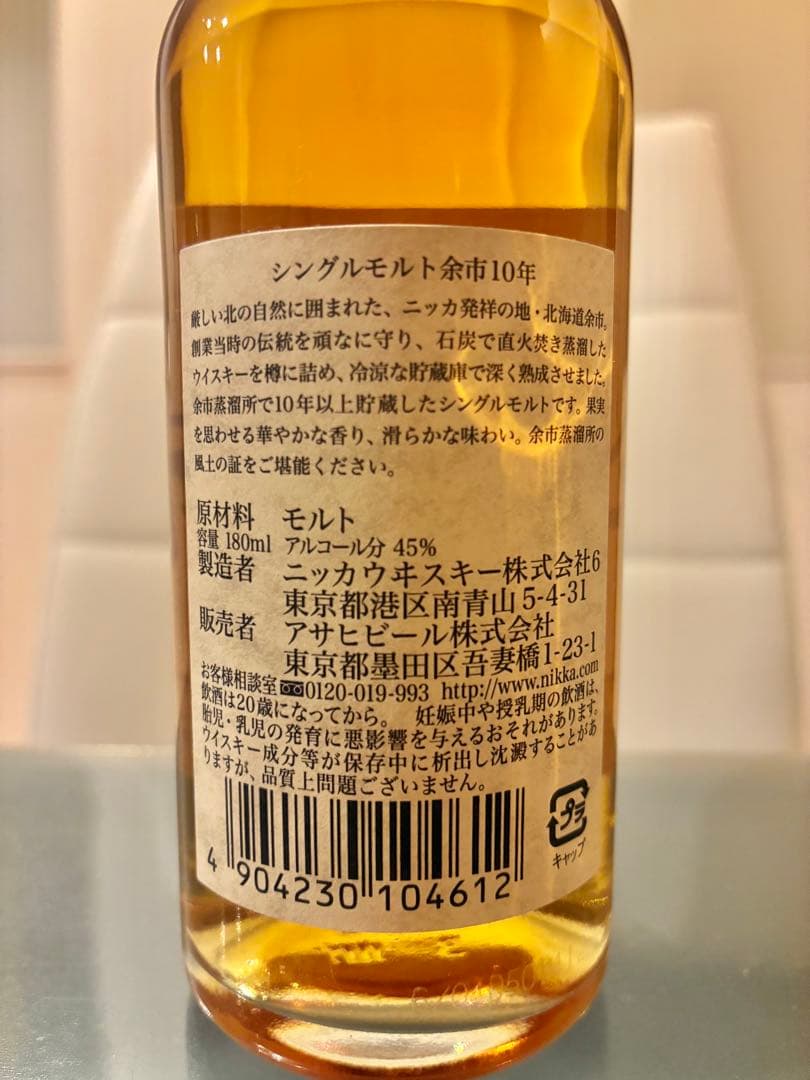 シングルモルト余市10年
厳しい北の自然に囲まれた、ニッカ発祥の地・北海道余市。
創業当時の伝統を頑なに守り、石炭で直火焚き蒸溜した
ウイスキーを樽に詰め、冷涼な貯蔵庫で深く熟成させました。
余市蒸溜所で10年以上貯蔵したシングルモルトです。果実
を思わせる華やかな香り、滑らかな味わい。余市蒸溜所の
風土の証をご堪能ください。
原材料 モルト
容量 180ml アルコール分 45%
製造者 ニッカウヰスキー株式会社6
東京都港区南青山5-4-31
販売者 アサヒビール株式会社
東京都墨田区吾妻橋1-23-1
お客様相談室 0120-019-993 http://www.nikka.com
飲酒は20歳になってから。 妊娠中や授乳期の飲酒は、
胎児・乳児の発育に悪影響を与えるおそれがあります。
ウイスキー成分等が保存中に析出し沈澱することがあ
りますが、品質上問題ございません。
プラ
キャップ
4 904230 104612